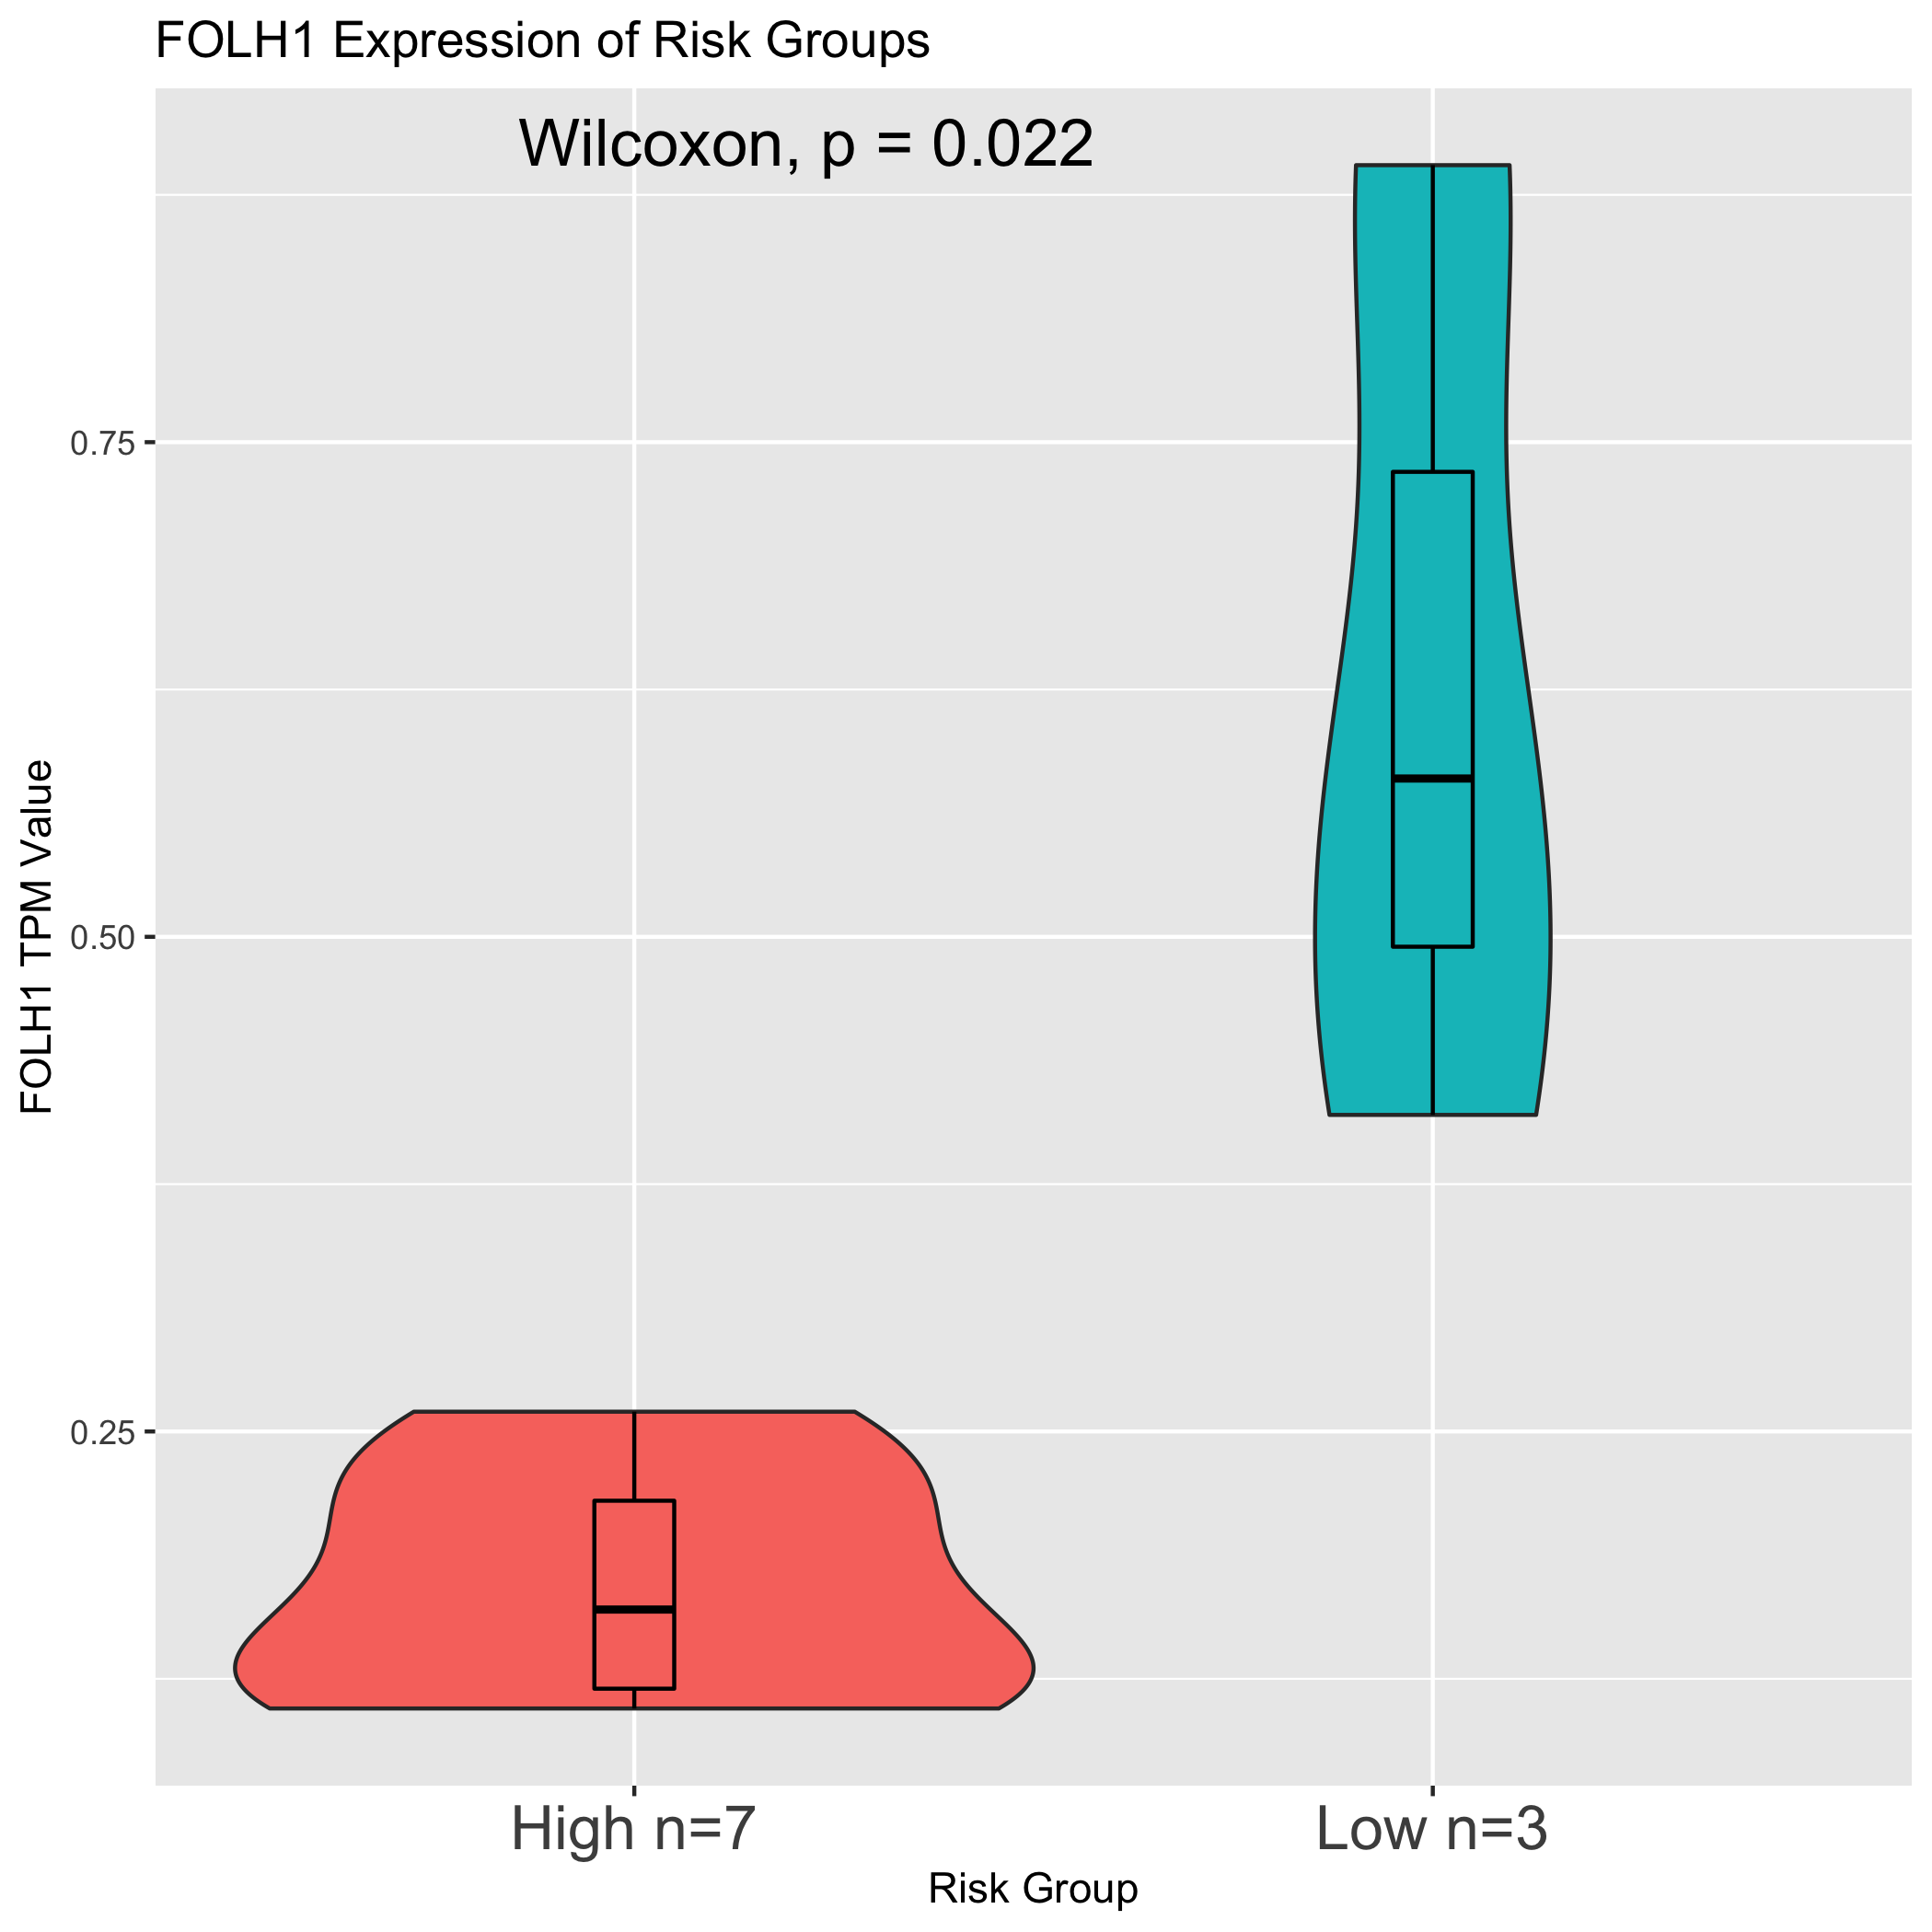 FOLH1 Expression of Risk Groups
Wilcoxon, p = 0.022
FOLH1 TPM Value
0.75
0.50
0.25
High n=7
Low n=3
Risk Group